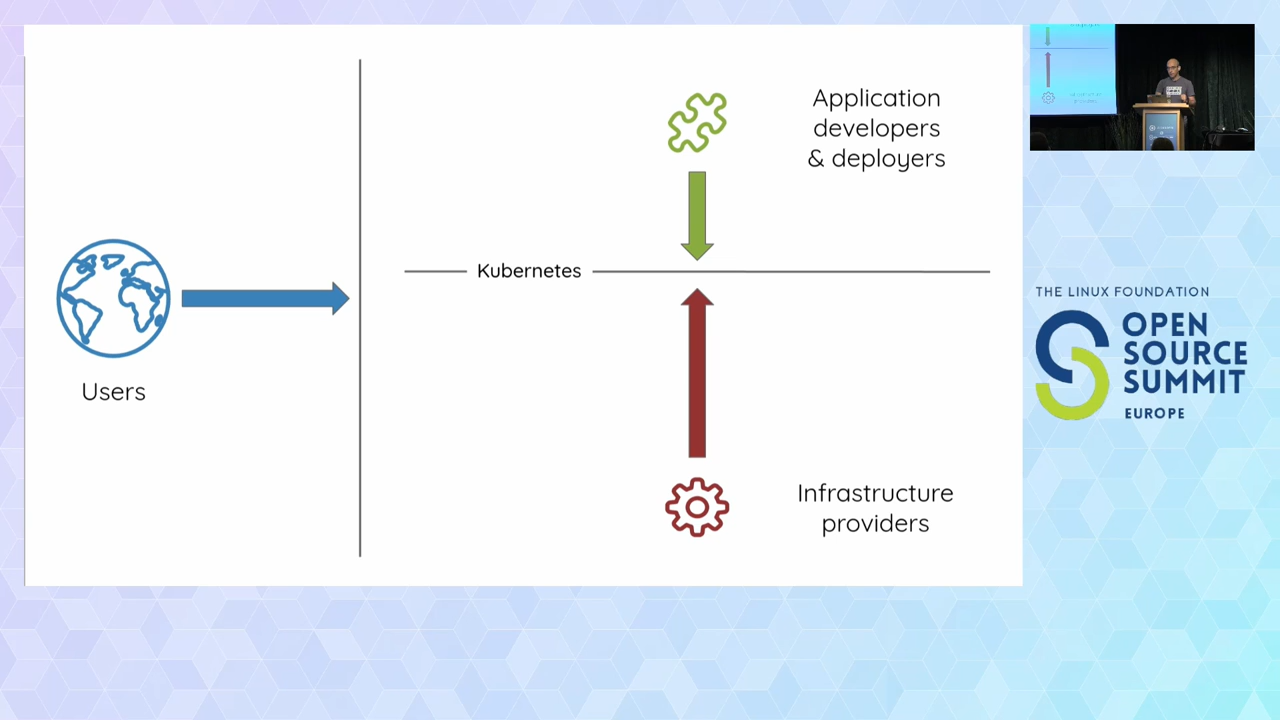 Application
developers
& deployers
Kubernetes
Users
Infrastructure
providers
THE LINUX FOUNDATION
OPEN
SOURCE
SUMMIT
EUROPE